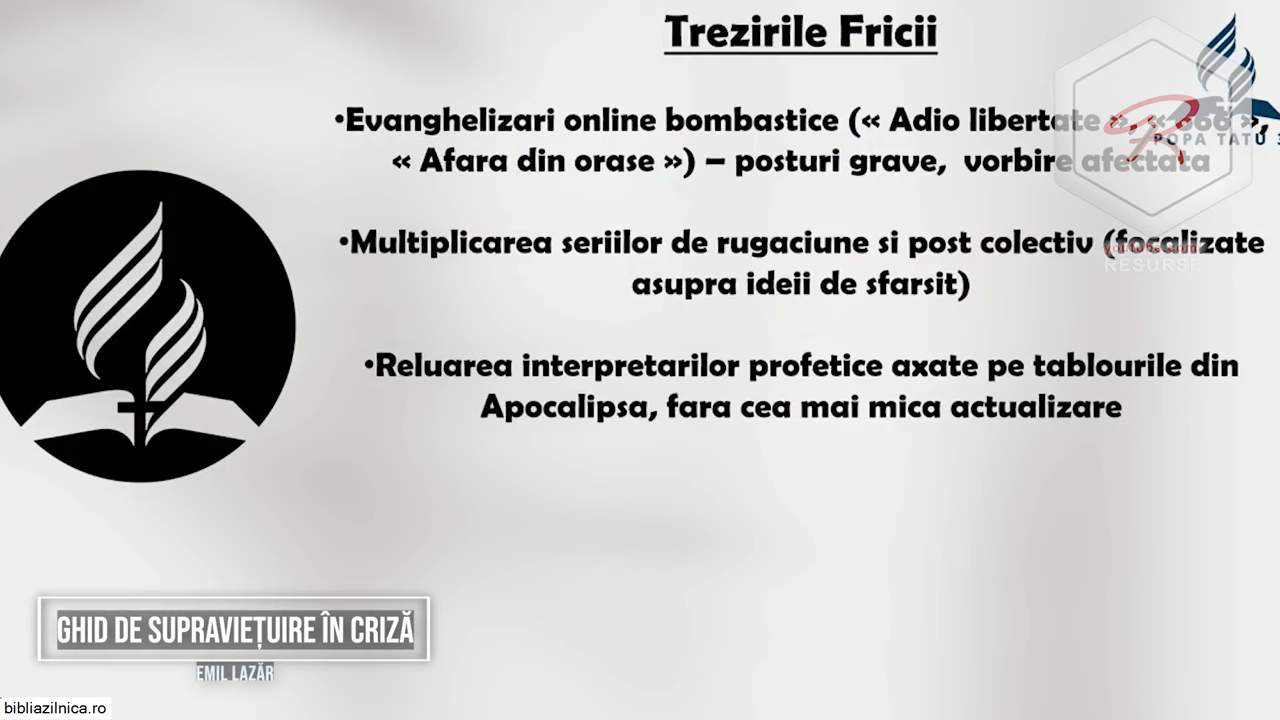 Trezirile Fricii
•Evanghelizari online bombastice (« Adio libertate », « 666 »,
« Afara din orase ») – posturi grave, vorbire afectata
POPA TATU
•Multiplicarea seriilor de rugaciune si post colectiv (focalizate
asupra ideii de sfarsit)
youtube.com/
RESURSE
•Reluarea interpretarilor profetice axate pe tablourile din
Apocalipsa, fara cea mai mica actualizare
GHID DE SUPRAVIEȚUIRE ÎN CRIZĂ
EMIL LAZĂR
bibliazilnica.ro